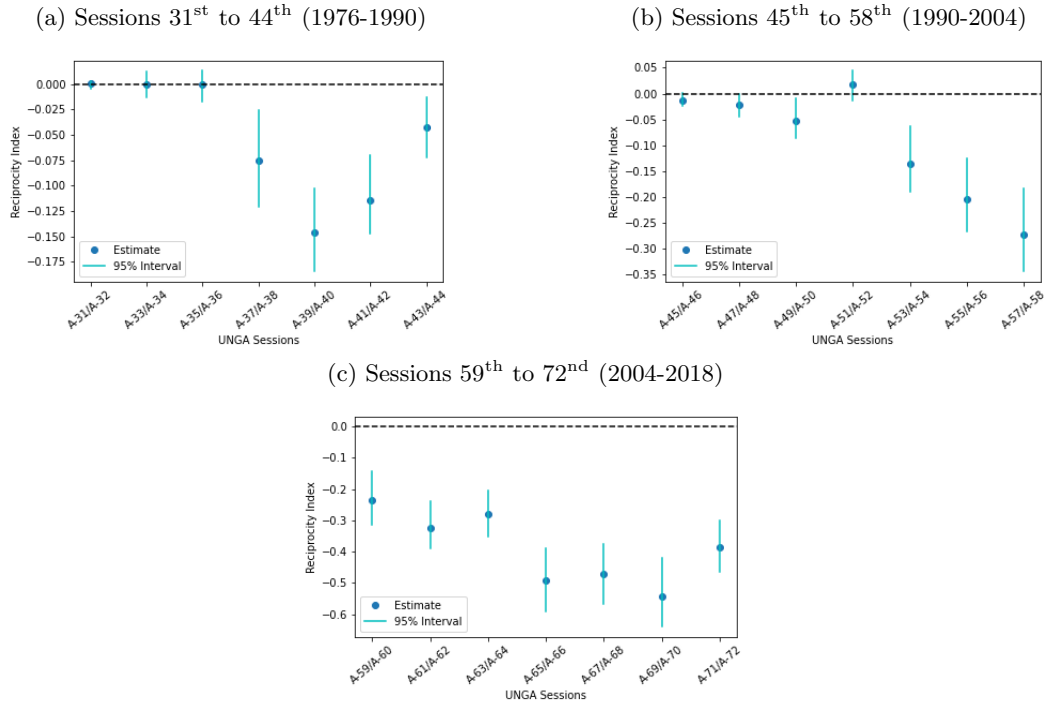 (a) Sessions 31st to 44th (1976-1990)
0.000
−0.025
−0.050
−0.075
−0.100
−0.125
−0.150
−0.175
Reciprocity Index
Estimate
95% Interval
A-31/A-32
A-33/A-34
A-35/A-36
A-37/A-38
A-39/A-40
A-41/A-42
A-43/A-44
UNGA Sessions
(b) Sessions 45th to 58th (1990-2004)
0.05
0.00
−0.05
−0.10
−0.15
−0.20
−0.25
−0.30
−0.35
Reciprocity Index
Estimate
95% Interval
A-45/A-46
A-47/A-48
A-49/A-50
A-51/A-52
A-53/A-54
A-55/A-56
A-57/A-58
UNGA Sessions
(c) Sessions 59th to 72nd (2004-2018)
0.0
−0.1
−0.2
−0.3
−0.4
−0.5
−0.6
Reciprocity Index
Estimate
95% Interval
A-59/A-60
A-61/A-62
A-63/A-64
A-65/A-66
A-67/A-68
A-69/A-70
A-71/A-72
UNGA Sessions